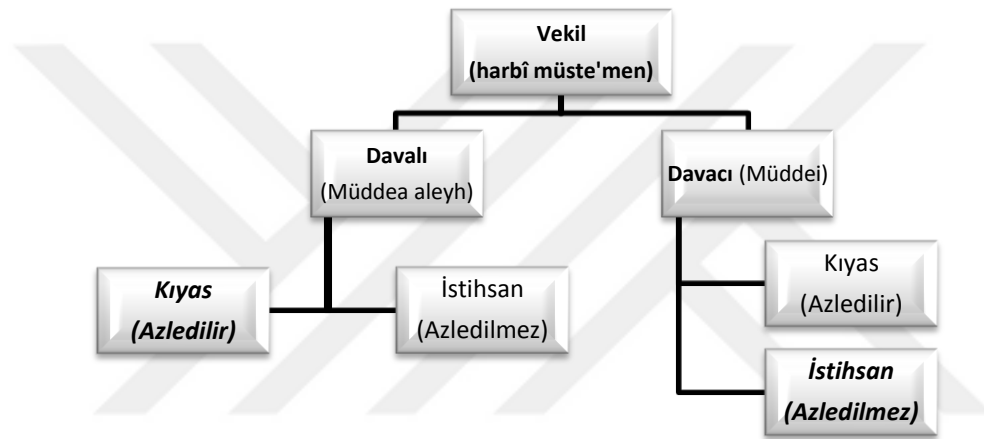 Vekil
(harbî müste'men)
Davalı
(Müddea aleyh)
Davacı (Müddei)
Kıyas
(Azledilir)
İstihsan
(Azledilmez)
Kıyas
(Azledilir)
İstihsan
(Azledilmez)